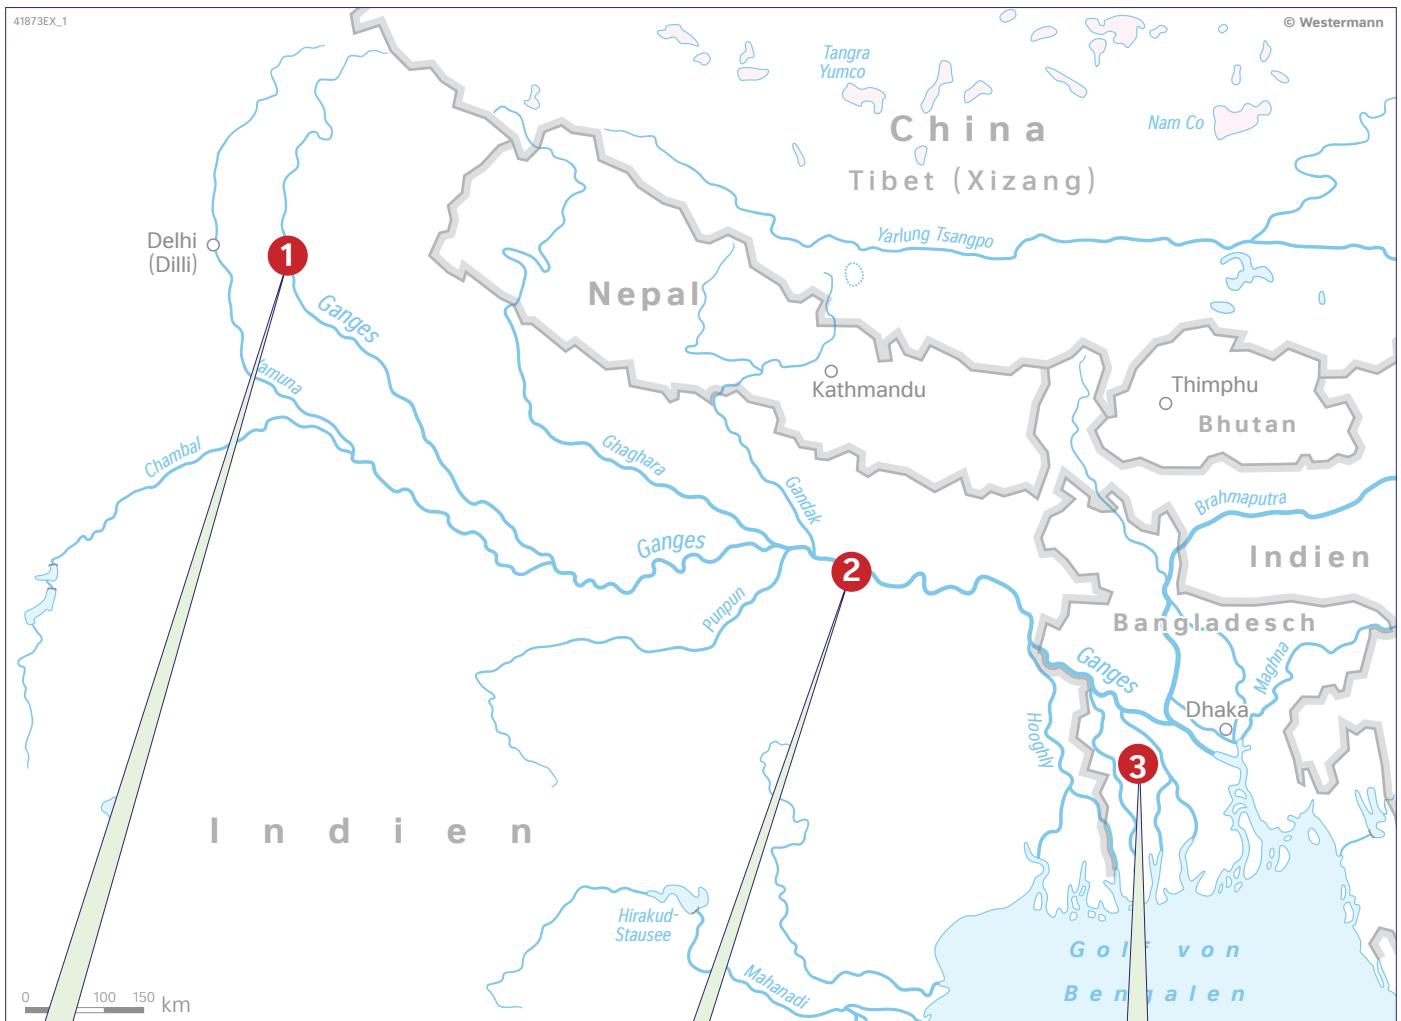 41873EX_1
© Westermann
Tangra
Yumco
China
Nam Co
Tibet (Xizang)
Delhi
(Dilli)
1
Yarlung Tsangpo
Nepal
Ganges
Yamuna
Kathmandu
Thimphu
Bhutan
Chambal
Ghaghara
Gandak
Brahmaputra
Ganges
2
Indien
Punpun
Bangladesch
Ganges
Maghna
Dhaka
Hooghly
3
Indien
Hirakud-
Stausee
Mahanadi
Golf von
Bengalen
0 100 150 km